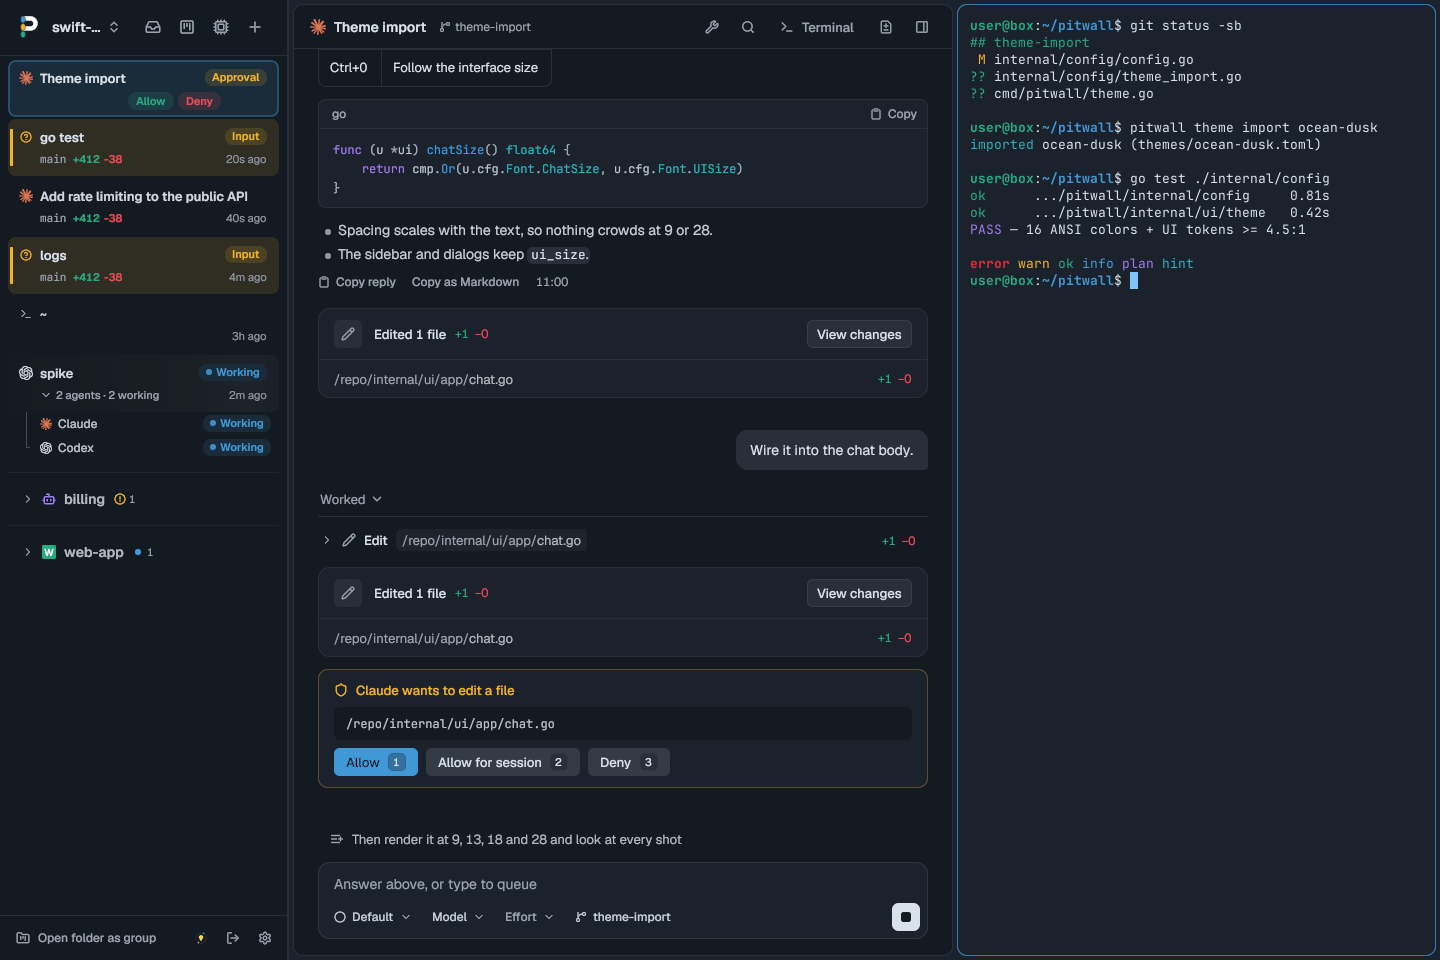 swift-...
Theme import
Approval
Allow
Deny
go test
Input
main +412 -38
20s ago
Add rate limiting to the public API
main +412 -38
40s ago
logs
Input
main +412 -38
4m ago
~
3h ago
spike
Working
2 agents · 2 working
2m ago
Claude
Working
Codex
Working
billing
1
W
web-app
1
Open folder as group
Theme import
theme-import
Terminal
Ctrl+0
Follow the interface size
go
Copy
func (u *ui) chatSize() float64 {
return cmp.Or(u.cfg.Font.ChatSize, u.cfg.Font.UISize)
}
Spacing scales with the text, so nothing crowds at 9 or 28.
The sidebar and dialogs keep ui_size.
Copy reply
Copy as Markdown
11:00
Edited 1 file +1 −0
View changes
/repo/internal/ui/app/chat.go
+1 −0
Wire it into the chat body.
Worked
Edit /repo/internal/ui/app/chat.go
+1 −0
Edited 1 file +1 −0
View changes
/repo/internal/ui/app/chat.go
+1 −0
Claude wants to edit a file
/repo/internal/ui/app/chat.go
Allow 1
Allow for session 2
Deny 3
Then render it at 9, 13, 18 and 28 and look at every shot
Answer above, or type to queue
Default
Model
Effort
theme-import
user@box:~/pitwall$ git status -sb
## theme-import
M internal/config/config.go
?? internal/config/theme_import.go
?? cmd/pitwall/theme.go
user@box:~/pitwall$ pitwall theme import ocean-dusk
imported ocean-dusk (themes/ocean-dusk.toml)
user@box:~/pitwall$ go test ./internal/config
ok .../pitwall/internal/config 0.81s
ok .../pitwall/internal/ui/theme 0.42s
PASS — 16 ANSI colors + UI tokens >= 4.5:1
error warn ok info plan hint
user@box:~/pitwall$